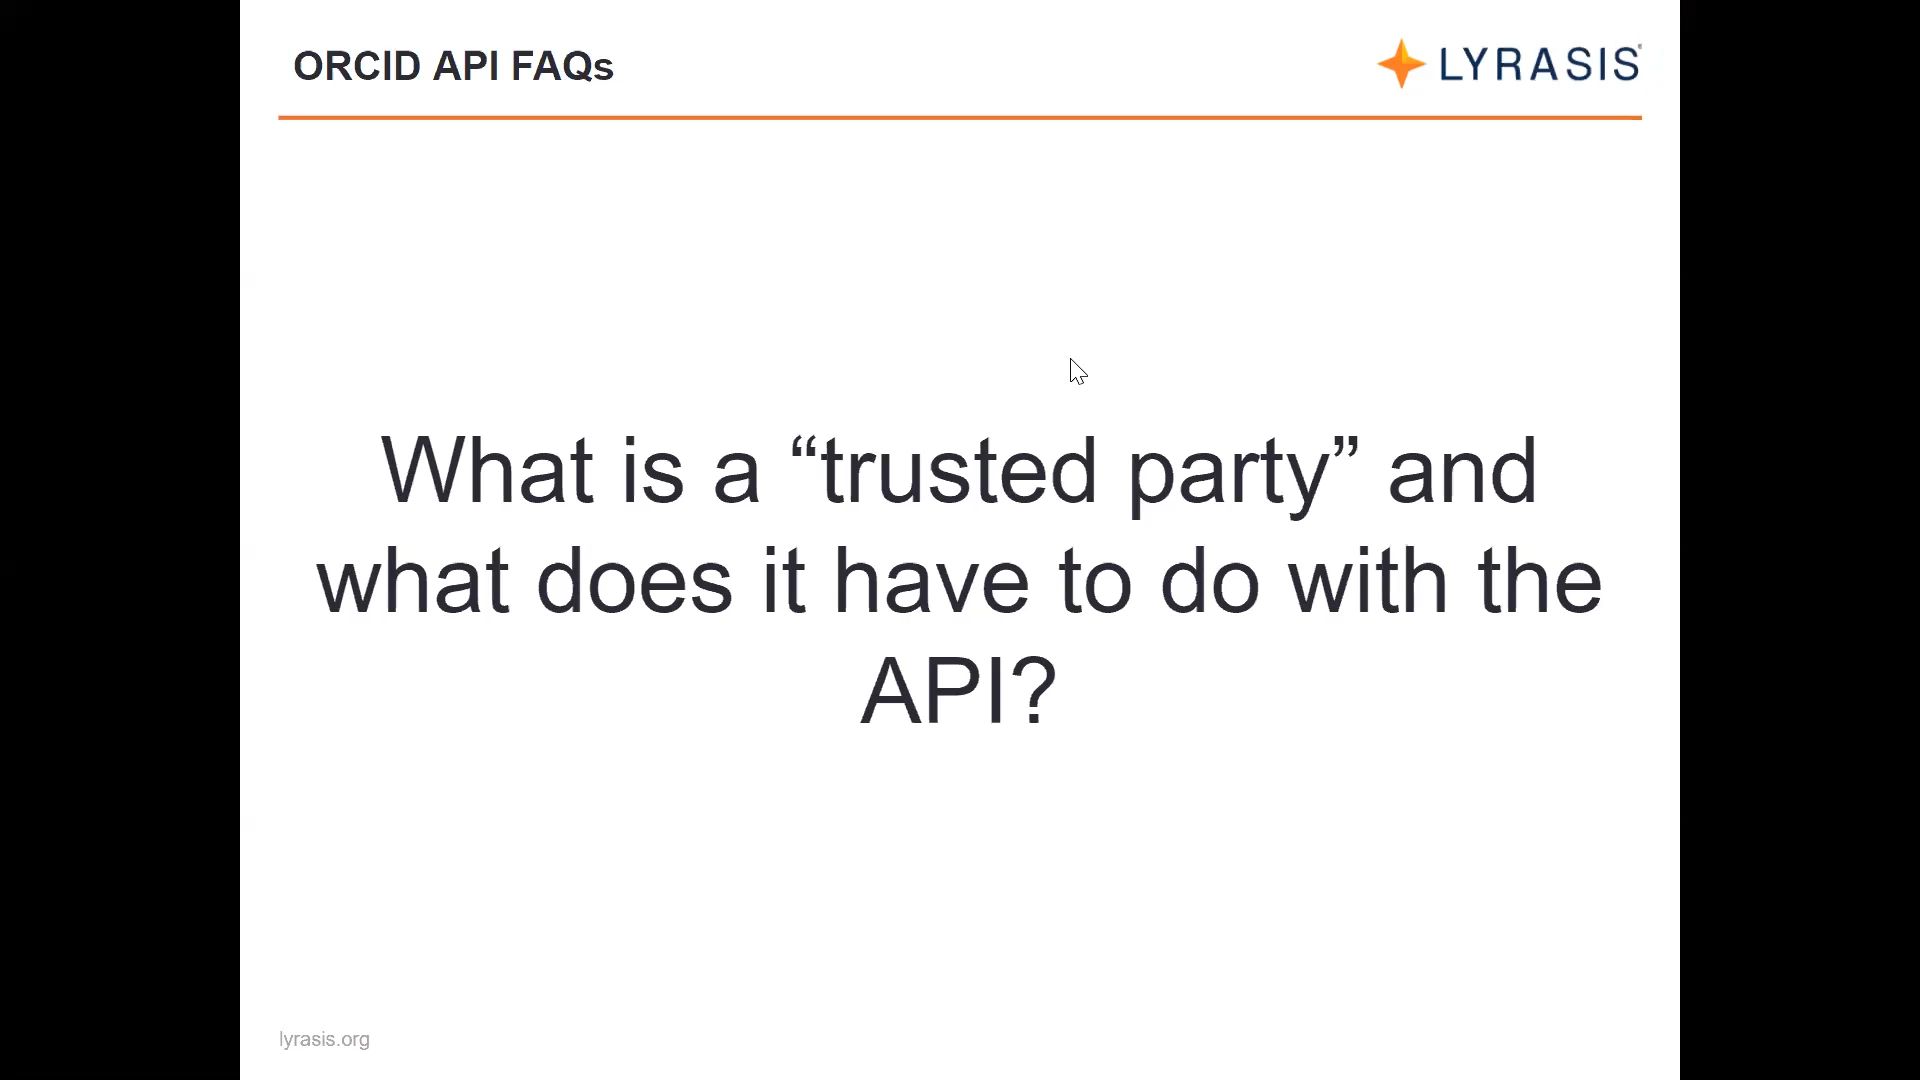 ORCID API FAQs
LYRASIS
What is a “trusted party” and
what does it have to do with the
API?
lyrasis.org